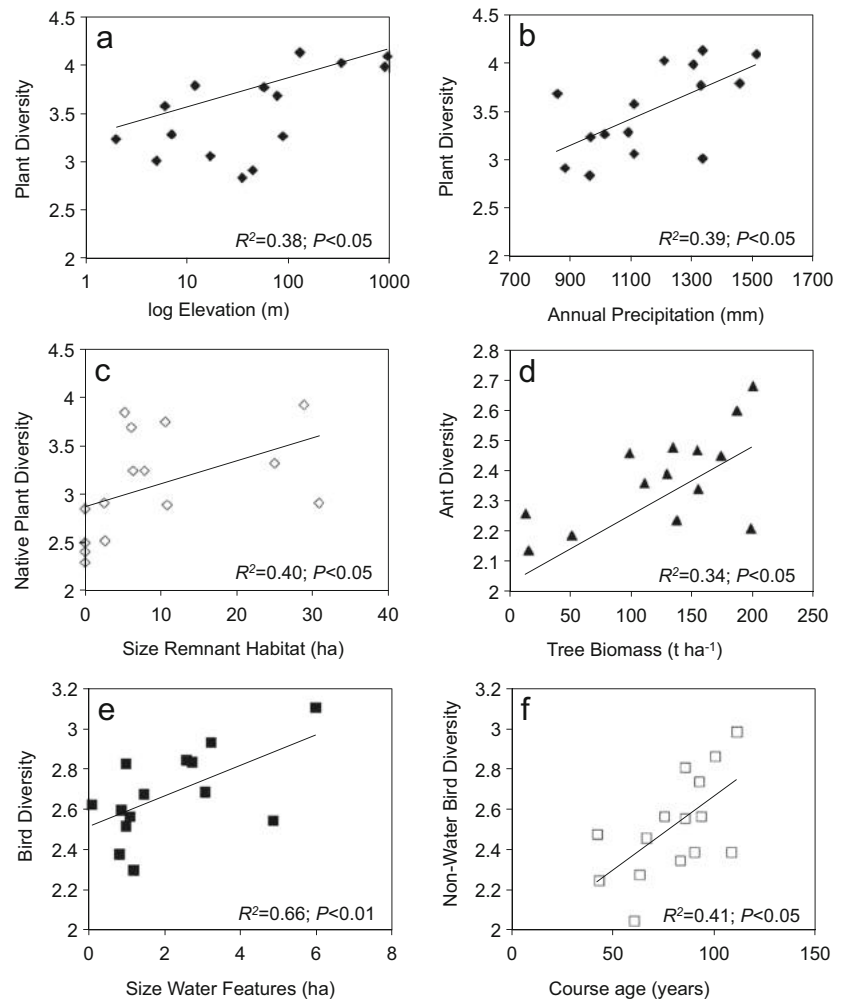 a
4.5
4
3.5
3
2.5
2
Plant Diversity
R²=0.38; P<0.05
1 10 100 1000
log Elevation (m)
b
4.5
4
3.5
3
2.5
2
Plant Diversity
R²=0.39; P<0.05
700 900 1100 1300 1500 1700
Annual Precipitation (mm)
c
4.5
4
3.5
3
2.5
2
Native Plant Diversity
R²=0.40; P<0.05
0 10 20 30 40
Size Remnant Habitat (ha)
d
2.8
2.7
2.6
2.5
2.4
2.3
2.2
2.1
2
Ant Diversity
R²=0.34; P<0.05
0 50 100 150 200 250
Tree Biomass (t ha⁻¹)
e
3.2
3
2.8
2.6
2.4
2.2
2
Bird Diversity
R²=0.66; P<0.01
0 2 4 6 8
Size Water Features (ha)
f
3.2
3
2.8
2.6
2.4
2.2
2
Non-Water Bird Diversity
R²=0.41; P<0.05
0 50 100 150
Course age (years)